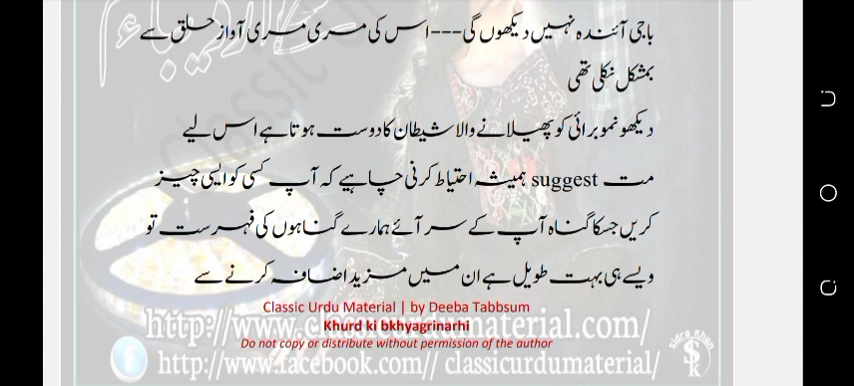 باجی آئندہ نہیں دیکھوں گی---اس کی مری مری آواز حلق سے
بمشکل نکلی تھی
دیکھو نمو برائی کو پھیلانے والا شیطان کا دوست ہوتا ہے اس لیے
ہمیشہ احتیاط کرنی چاہیے کہ آپ کسی کو ایسی چیز suggest مت
کریں جسکا گناہ آپ کے سر آئے ہمارے گناہوں کی فہرست تو
ویسے ہی بہت طویل ہے ان میں مزید اضافہ کرنے سے
Classic Urdu Material | by Deeba Tabbsum
Khurd ki bkhyagrinarhi
Do not copy or distribute without permission of the author
http://www.classicurdumaterial.com/
http://www.facebook.com// classicurdumaterial/